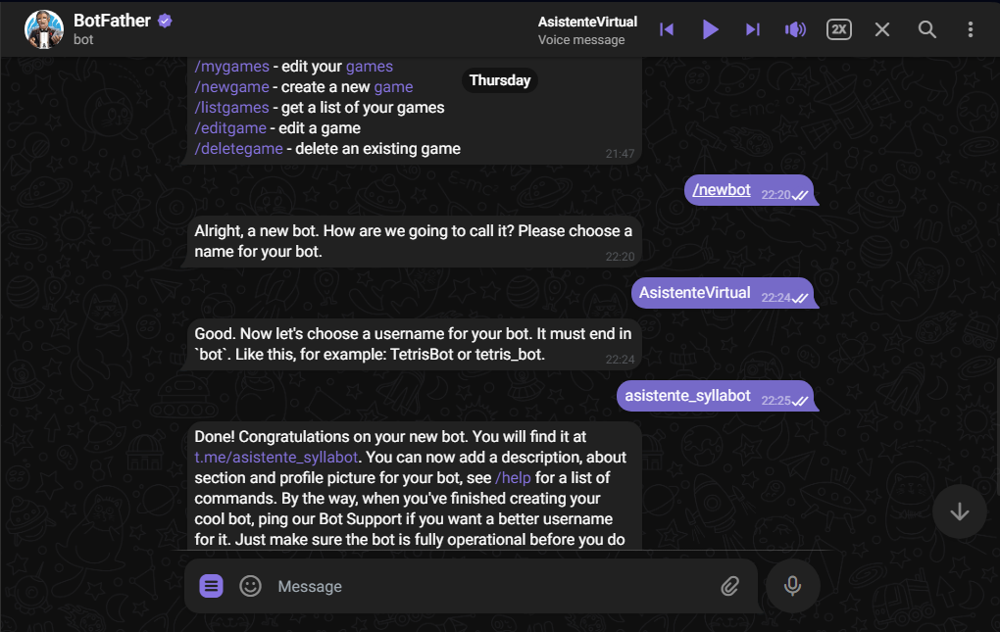 BotFather
bot
AsistenteVirtual
Voice message
2X
/mygames - edit your games
Thursday
/newgame - create a new game
/listgames - get a list of your games
/editgame - edit a game
/deletegame - delete an existing game
21:47
/newbot 22:20
Alright, a new bot. How are we going to call it? Please choose a
name for your bot.
22:20
AsistenteVirtual 22:24
Good. Now let's choose a username for your bot. It must end in
`bot`. Like this, for example: TetrisBot or tetris_bot.
22:24
asistente_syllabot 22:25
Done! Congratulations on your new bot. You will find it at
t.me/asistente_syllabot. You can now add a description, about
section and profile picture for your bot, see /help for a list of
commands. By the way, when you've finished creating your
cool bot, ping our Bot Support if you want a better username
for it. Just make sure the bot is fully operational before you do
Message